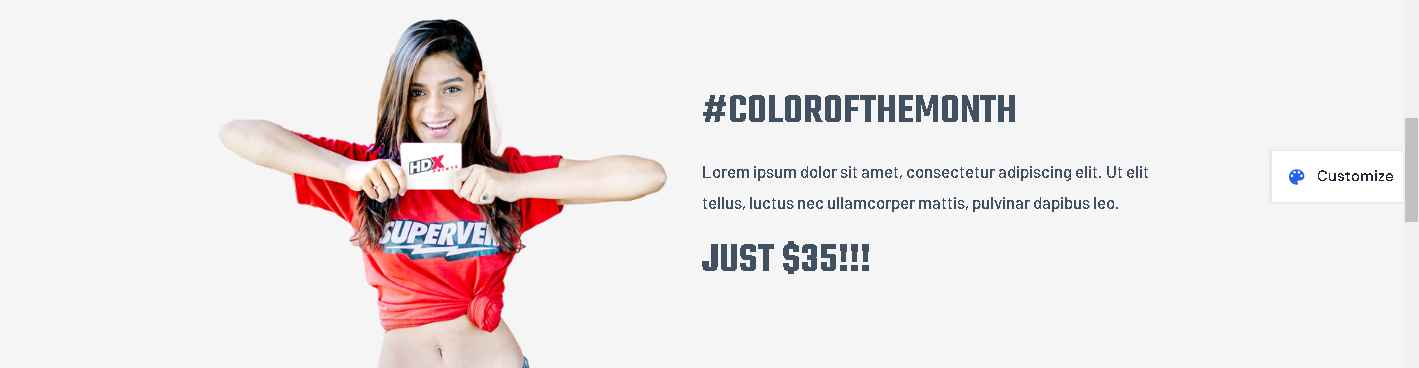 #COLOROFTHEMONTH
Lorem ipsum dolor sit amet, consectetur adipiscing elit. Ut elit
tellus, luctus nec ullamcorper mattis, pulvinar dapibus leo.
JUST $35!!!
Customize
HDX
SUPERVE